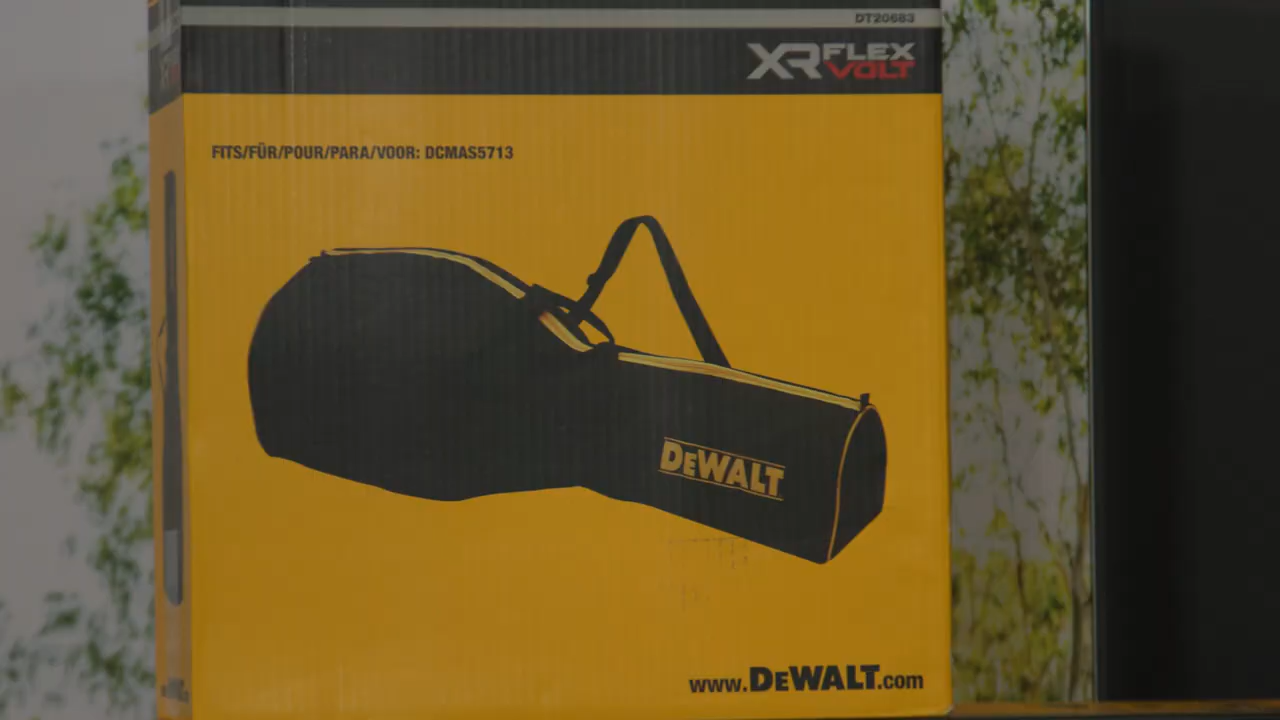 DT20683
XR FLEX VOLT
FITS/FÜR/POUR/PARA/VOOR: DCMAS5713
DEWALT
www.DEWALT.com